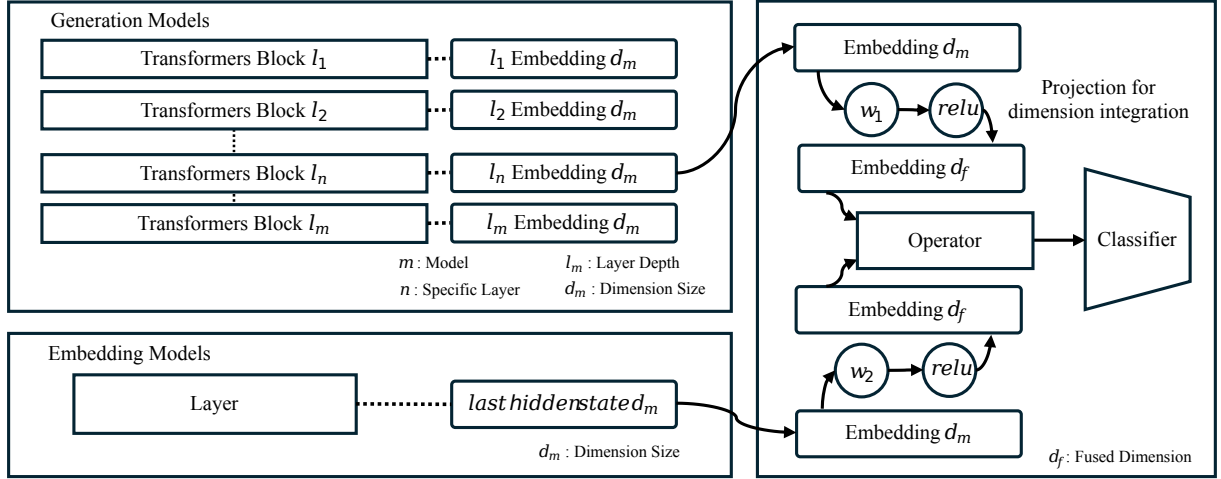 Generation Models
Transformers Block l₁
l₁ Embedding dₘ
Transformers Block l₂
l₂ Embedding dₘ
Transformers Block lₙ
lₙ Embedding dₘ
Transformers Block lₘ
lₘ Embedding dₘ
m : Model
lₘ : Layer Depth
n : Specific Layer
dₘ : Dimension Size
Embedding Models
Layer
last hidden state dₘ
dₘ : Dimension Size
Embedding dₘ
w₁
relu
Projection for
dimension integration
Embedding d_f
Operator
Classifier
Embedding d_f
w₂
relu
Embedding dₘ
d_f : Fused Dimension